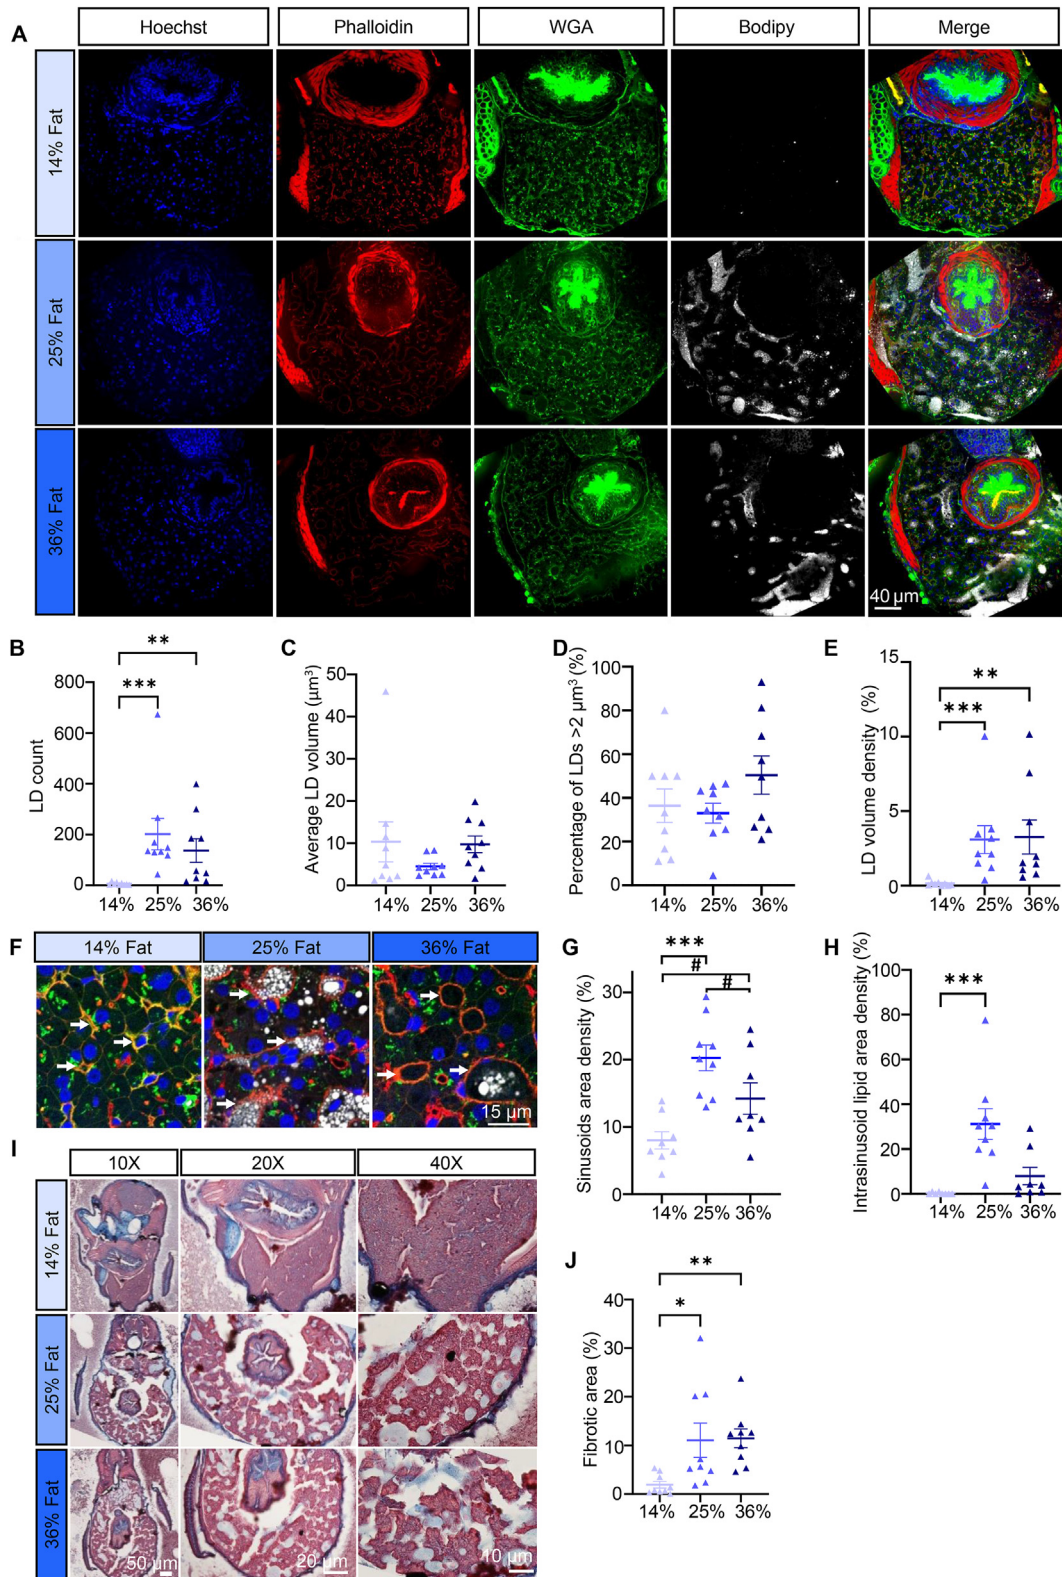 A
Hoechst
Phalloidin
WGA
Bodipy
Merge
14% Fat
25% Fat
36% Fat
40 µm
B
LD count
800
600
400
200
0
**
***
14%
25%
36%
C
Average LD volume (µm³)
50
40
30
20
10
0
14%
25%
36%
D
Percentage of LDs >2 µm³ (%)
100
80
60
40
20
0
14%
25%
36%
E
LD volume density (%)
15
10
5
0
**
***
14%
25%
36%
F
14% Fat
25% Fat
36% Fat
15 µm
G
Sinusoids area density (%)
30
20
10
0
***
#
#
14%
25%
36%
H
Intrasinusoid lipid area density (%)
100
80
60
40
20
0
***
14%
25%
36%
I
10X
20X
40X
14% Fat
25% Fat
36% Fat
50 µm
20 µm
10 µm
J
Fibrotic area (%)
40
30
20
10
0
**
*
14%
25%
36%